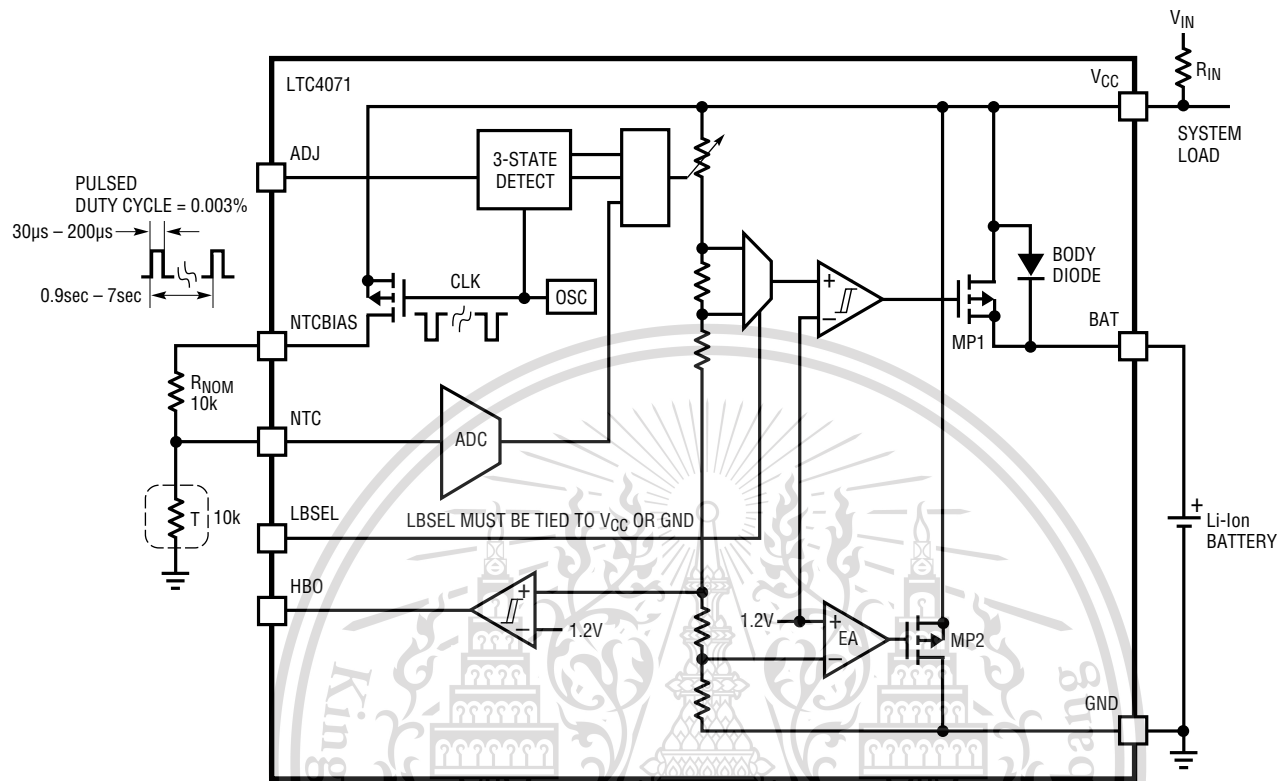 V_IN
R_IN
LTC4071
V_CC
SYSTEM
LOAD
ADJ
3-STATE
DETECT
PULSED
DUTY CYCLE = 0.003%
30µs – 200µs
0.9sec – 7sec
CLK
OSC
BODY
DIODE
MP1
BAT
NTCBIAS
R_NOM
10k
NTC
ADC
T
10k
LBSEL
LBSEL MUST BE TIED TO V_CC OR GND
+
–
+
Li-Ion
BATTERY
HBO
+
–
1.2V
1.2V
+
–
EA
MP2
GND
King